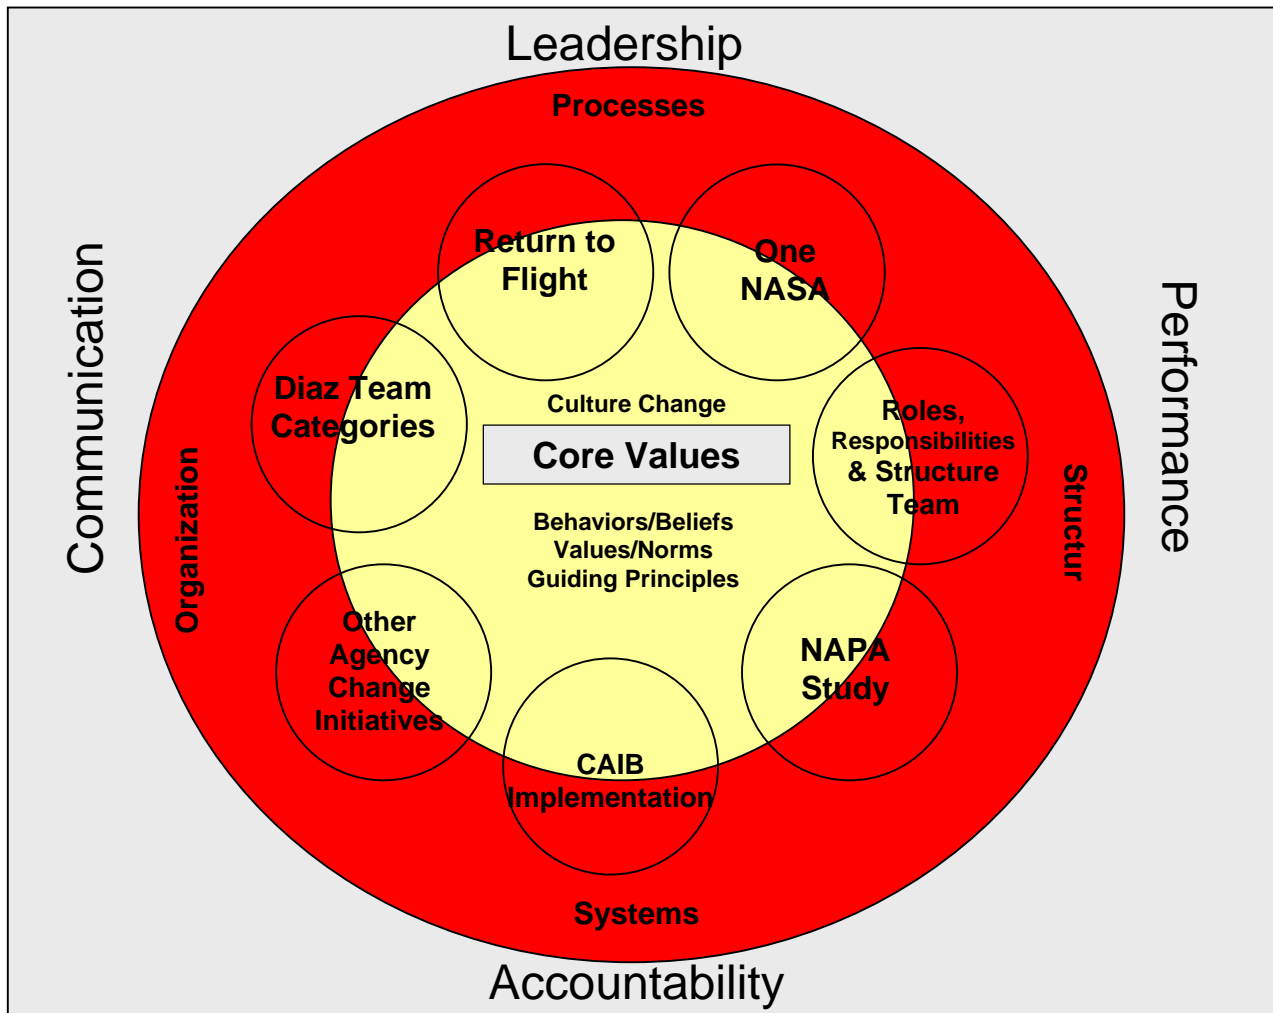 Leadership
Processes
Communication
Performance
Organization
Structur
Return to
Flight
One
NASA
Diaz Team
Categories
Culture Change
Core Values
Roles,
Responsibilities
& Structure
Team
Behaviors/Beliefs
Values/Norms
Guiding Principles
Other
Agency
Change
Initiatives
NAPA
Study
CAIB
Implementation
Systems
Accountability